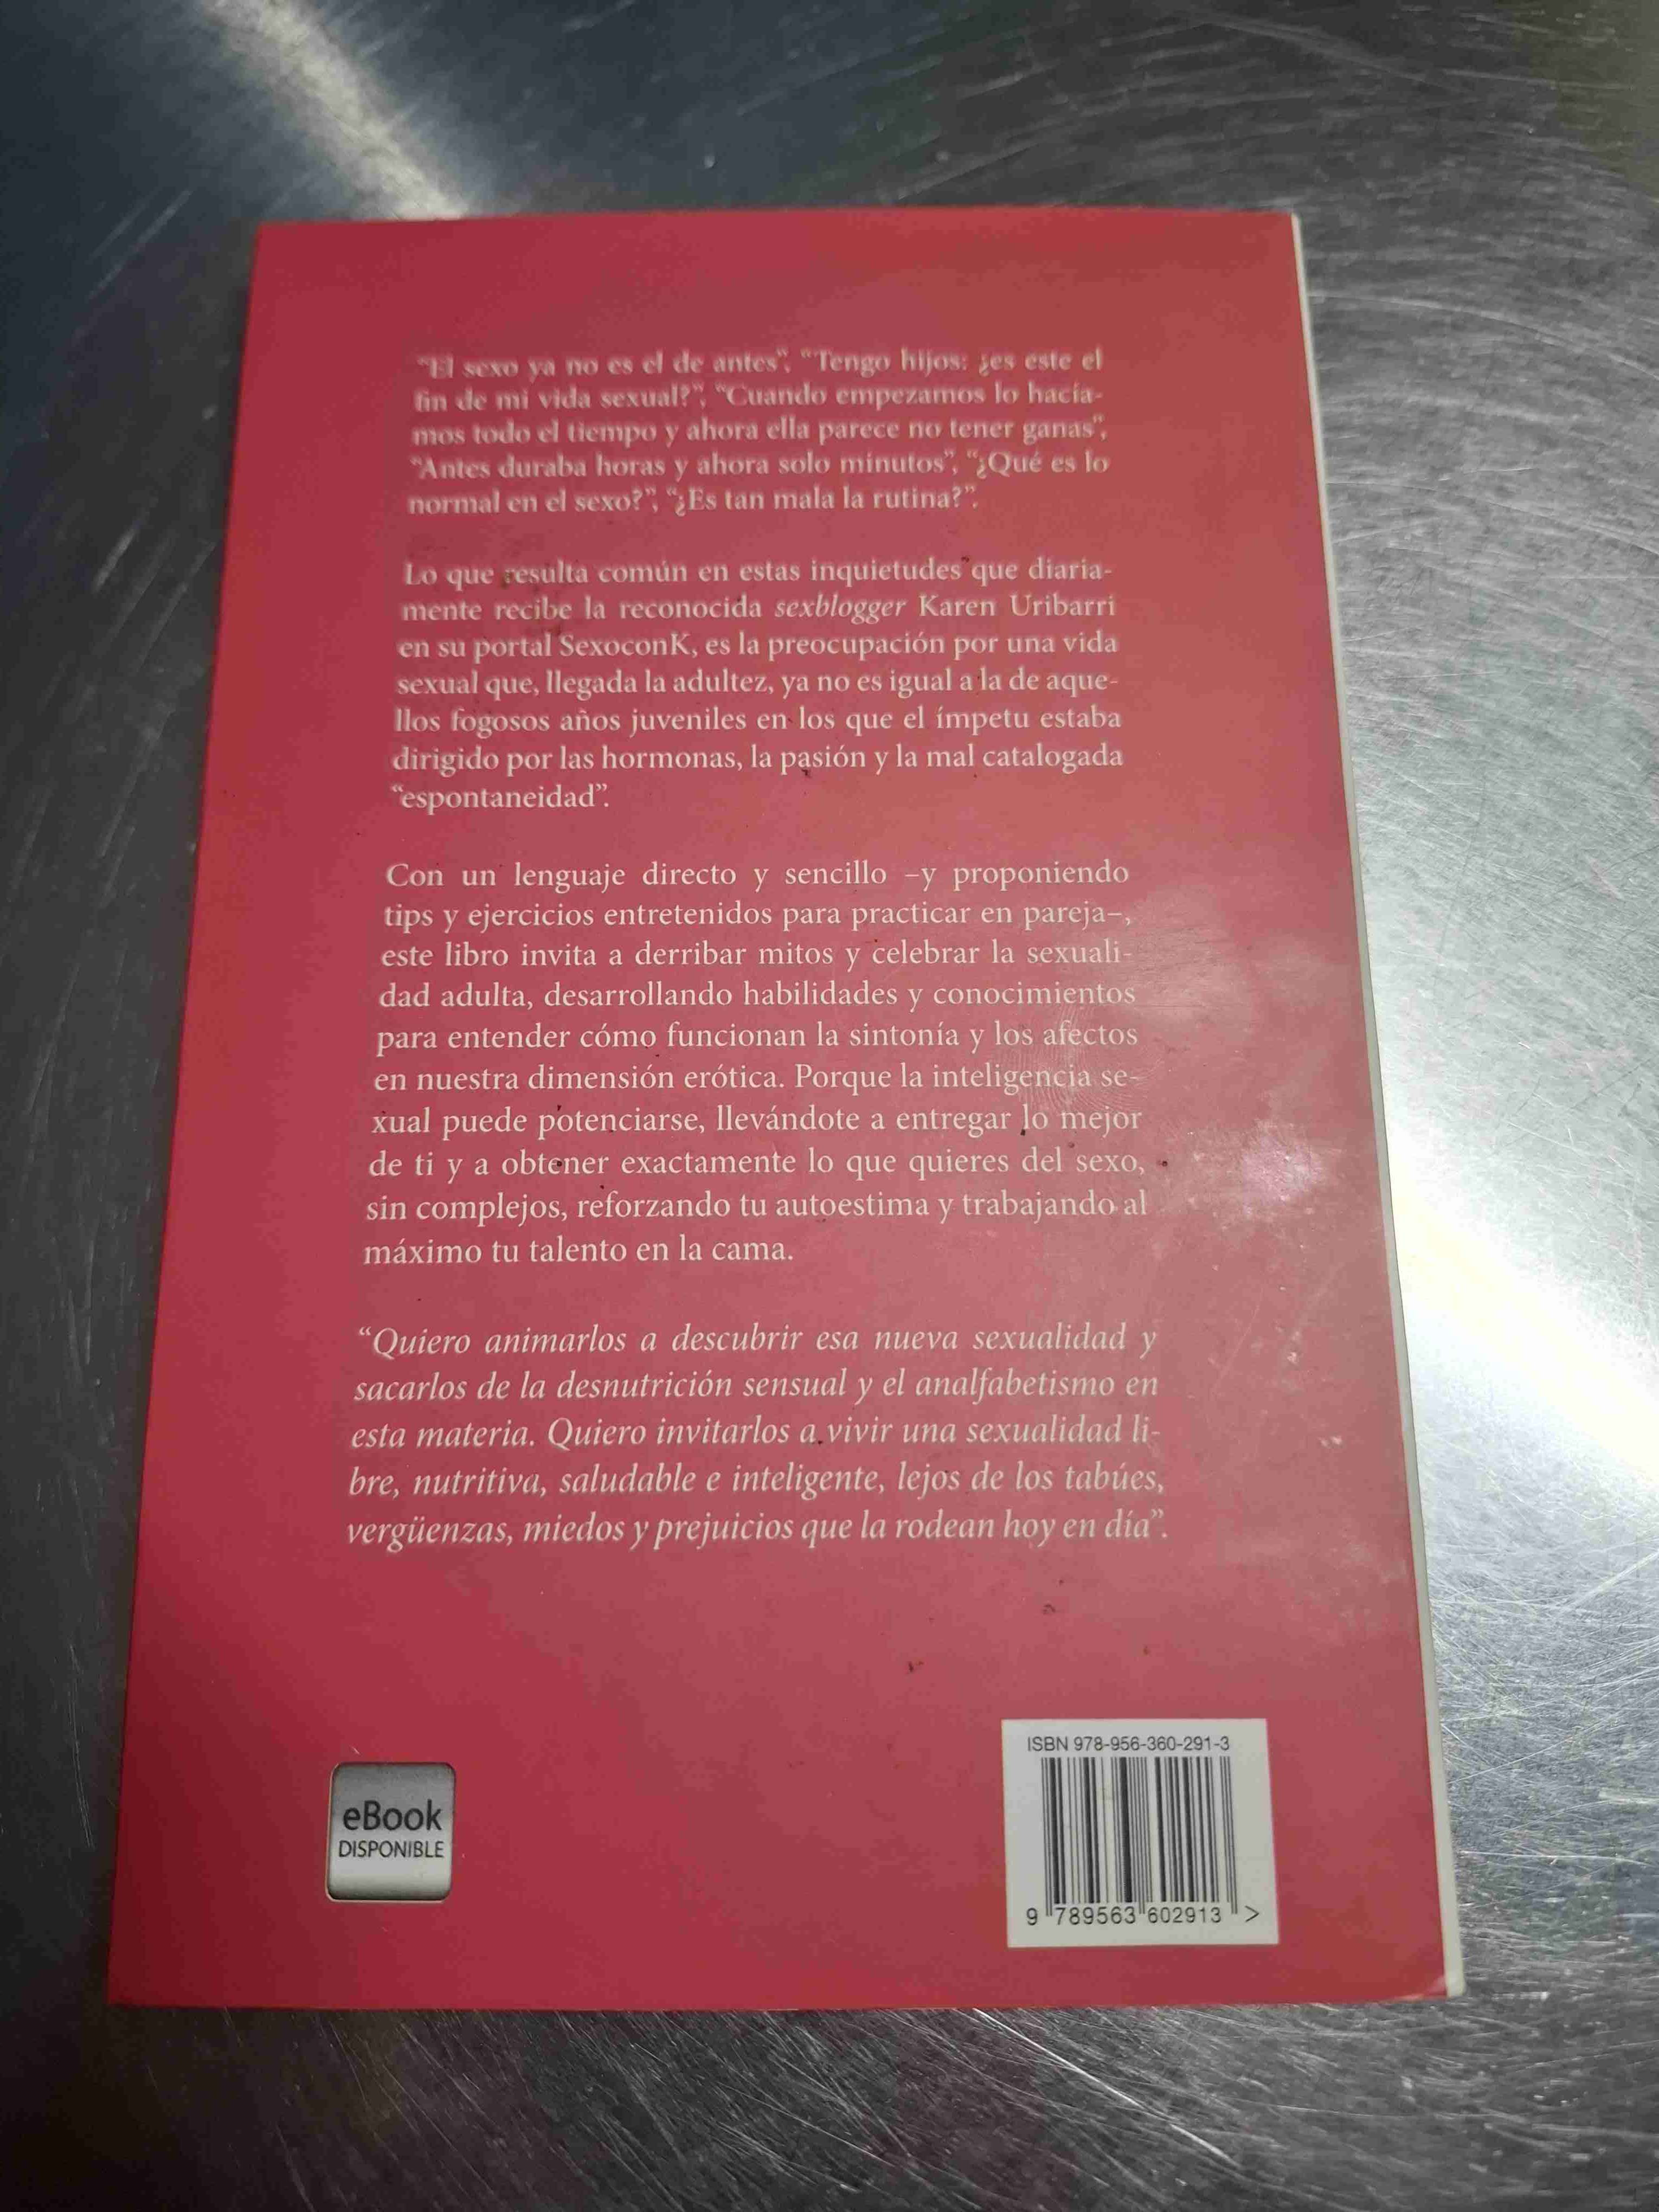 “El sexo ya no es el de antes”, “Tengo hijos: ¿es este el
fin de mi vida sexual?”, “Cuando empezamos lo hacía-
mos todo el tiempo y ahora ella parece no tener ganas”,
“Antes duraba horas y ahora solo minutos”, “¿Qué es lo
normal en el sexo?”, “¿Es tan mala la rutina?”.
Lo que resulta común en estas inquietudes que diaria-
mente recibe la reconocida sexblogger Karen Uribarri
en su portal SexoconK, es la preocupación por una vida
sexual que, llegada la adultez, ya no es igual a la de aque-
llos fogosos años juveniles en los que el ímpetu estaba
dirigido por las hormonas, la pasión y la mal catalogada
“espontaneidad”.
Con un lenguaje directo y sencillo –y proponiendo
tips y ejercicios entretenidos para practicar en pareja–,
este libro invita a derribar mitos y celebrar la sexuali-
dad adulta, desarrollando habilidades y conocimientos
para entender cómo funcionan la sintonía y los afectos
en nuestra dimensión erótica. Porque la inteligencia se-
xual puede potenciarse, llevándote a entregar lo mejor
de ti y a obtener exactamente lo que quieres del sexo,
sin complejos, reforzando tu autoestima y trabajando al
máximo tu talento en la cama.
“Quiero animarlos a descubrir esa nueva sexualidad y
sacarlos de la desnutrición sensual y el analfabetismo en
esta materia. Quiero invitarlos a vivir una sexualidad li-
bre, nutritiva, saludable e inteligente, lejos de los tabúes,
vergüenzas, miedos y prejuicios que la rodean hoy en día”.
eBook
DISPONIBLE
ISBN 978-956-360-291-3
9 789563 602913 >